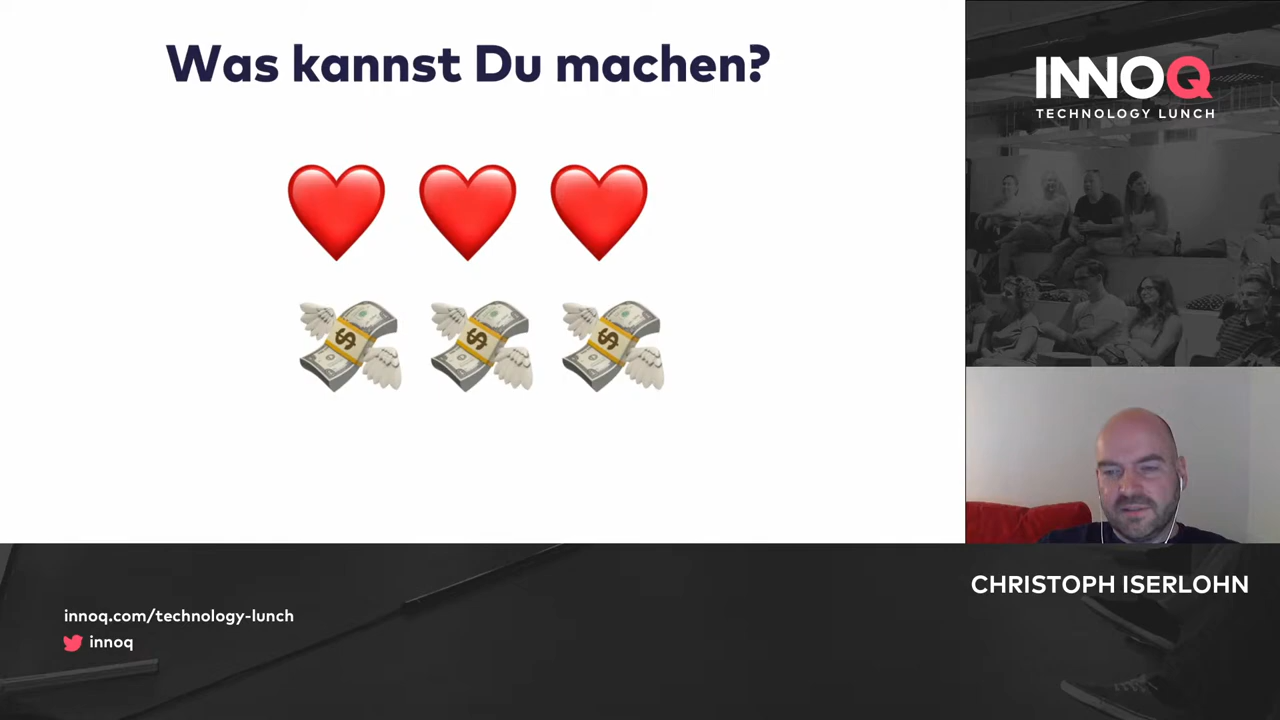 Was kannst Du machen?
INNOQ
TECHNOLOGY LUNCH
CHRISTOPH ISERLOHN
innoq.com/technology-lunch
innoq